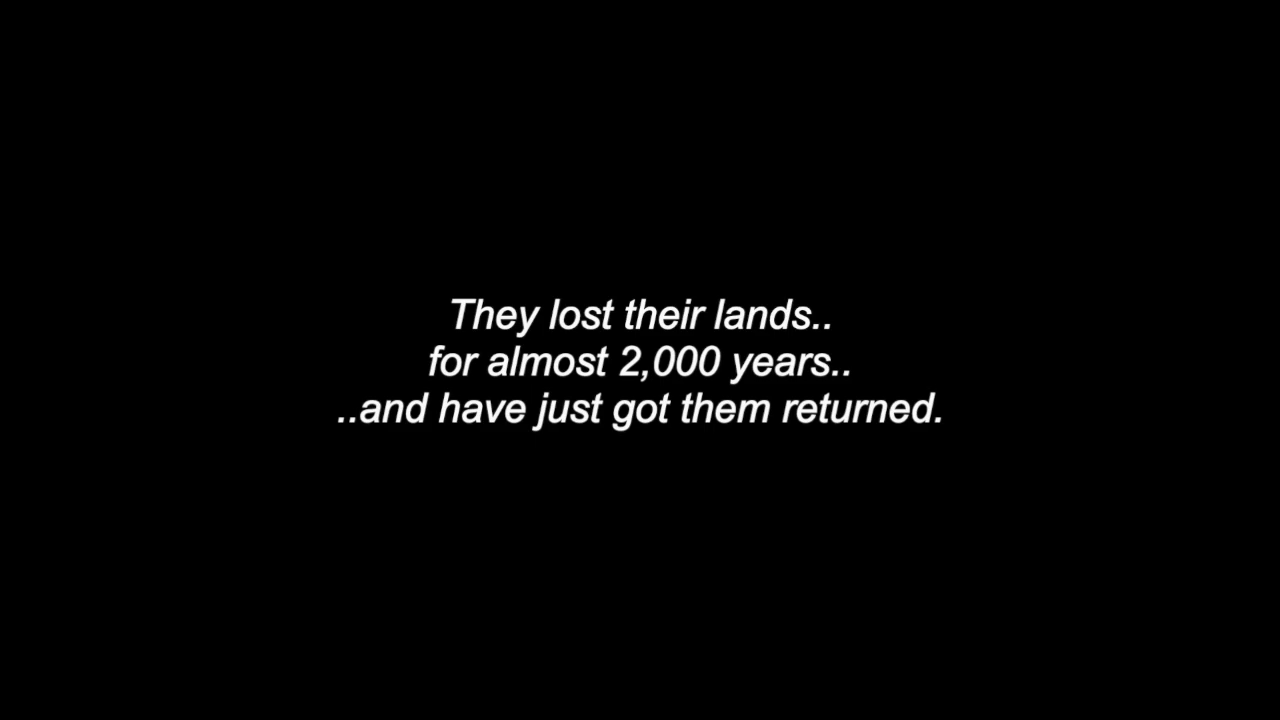 They lost their lands..
for almost 2,000 years..
..and have just got them returned.